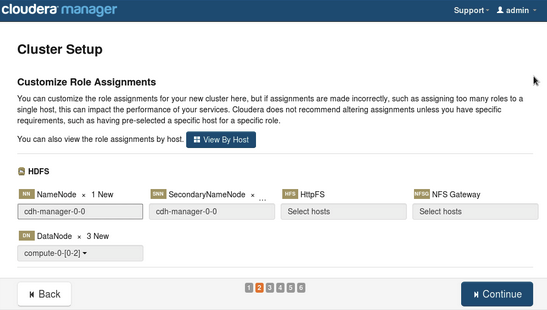 cloudera manager Support admin
Cluster Setup
Customize Role Assignments
You can customize the role assignments for your new cluster here, but if assignments are made incorrectly, such as assigning too many roles to a
single host, this can impact the performance of your services. Cloudera does not recommend altering assignments unless you have specific
requirements, such as having pre-selected a specific host for a specific role.
You can also view the role assignments by host. View By Host
HDFS
NN NameNode × 1 New SNN SecondaryNameNode × ... HFS HttpFS NFSG NFS Gateway
cdh-manager-0-0 cdh-manager-0-0 Select hosts Select hosts
DN DataNode × 3 New
compute-0-[0-2]
Back 1 2 3 4 5 6 Continue